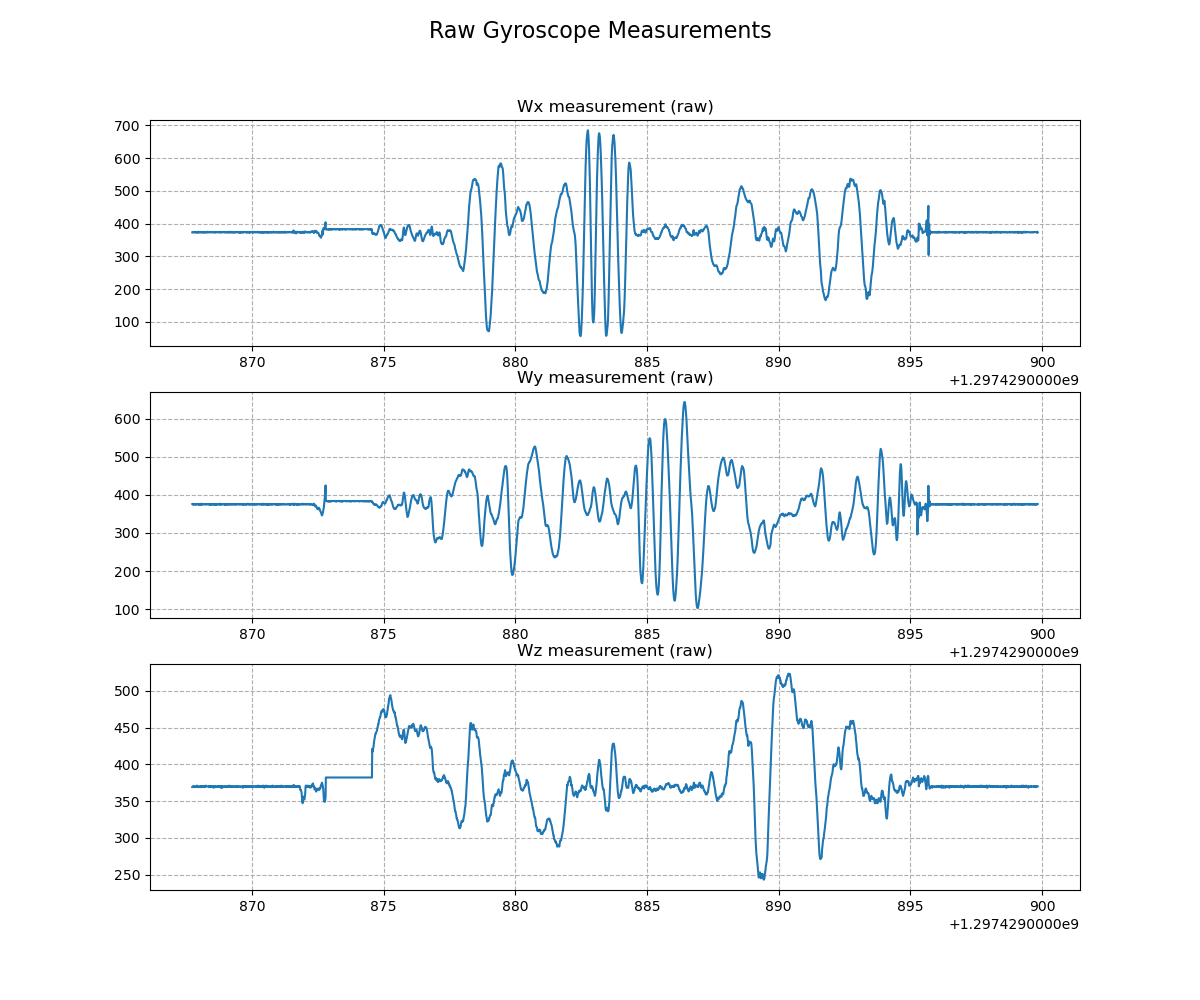 Raw Gyroscope Measurements
Wx measurement (raw)
700
600
500
400
300
200
100
870 875 880 885 890 895 900
+1.2974290000e9
Wy measurement (raw)
600
500
400
300
200
100
870 875 880 885 890 895 900
+1.2974290000e9
Wz measurement (raw)
500
450
400
350
300
250
870 875 880 885 890 895 900
+1.2974290000e9